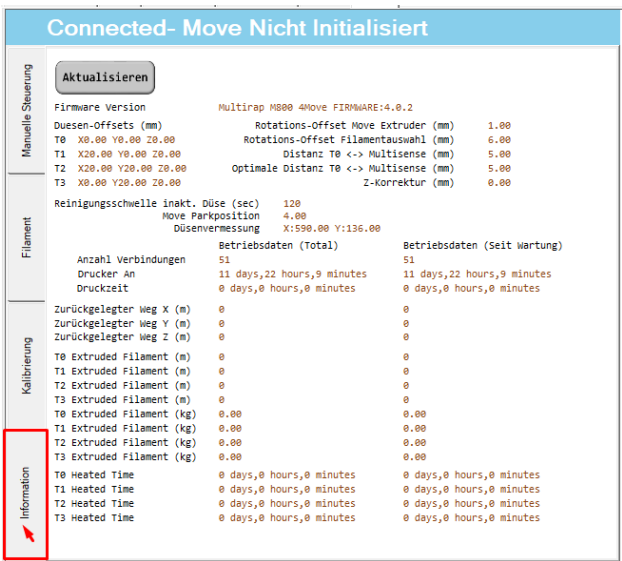 Connected- Move Nicht Initialisiert
Manuelle Steuerung
Filament
Kalibrierung
Information
Aktualisieren
Firmware Version Multirap M800 4Move FIRMWARE:4.0.2
Duesen-Offsets (mm) Rotations-Offset Move Extruder (mm) 1.00
T0 X0.00 Y0.00 Z0.00 Rotations-Offset Filamentauswahl (mm) 6.00
T1 X20.00 Y0.00 Z0.00 Distanz T0 <-> Multisense (mm) 5.00
T2 X20.00 Y20.00 Z0.00 Optimale Distanz T0 <-> Multisense (mm) 5.00
T3 X0.00 Y20.00 Z0.00 Z-Korrektur (mm) 0.00
Reinigungsschwelle inakt. Düse (sec) 120
Move Parkposition 4.00
Düsenvermessung X:590.00 Y:136.00
Betriebsdaten (Total) Betriebsdaten (Seit Wartung)
Anzahl Verbindungen 51 51
Drucker An 11 days,22 hours,9 minutes 11 days,22 hours,9 minutes
Druckzeit 0 days,0 hours,0 minutes 0 days,0 hours,0 minutes
Zurückgelegter Weg X (m) 0 0
Zurückgelegter Weg Y (m) 0 0
Zurückgelegter Weg Z (m) 0 0
T0 Extruded Filament (m) 0 0
T1 Extruded Filament (m) 0 0
T2 Extruded Filament (m) 0 0
T3 Extruded Filament (m) 0 0
T0 Extruded Filament (kg) 0.00 0.00
T1 Extruded Filament (kg) 0.00 0.00
T2 Extruded Filament (kg) 0.00 0.00
T3 Extruded Filament (kg) 0.00 0.00
T0 Heated Time 0 days,0 hours,0 minutes 0 days,0 hours,0 minutes
T1 Heated Time 0 days,0 hours,0 minutes 0 days,0 hours,0 minutes
T2 Heated Time 0 days,0 hours,0 minutes 0 days,0 hours,0 minutes
T3 Heated Time 0 days,0 hours,0 minutes 0 days,0 hours,0 minutes